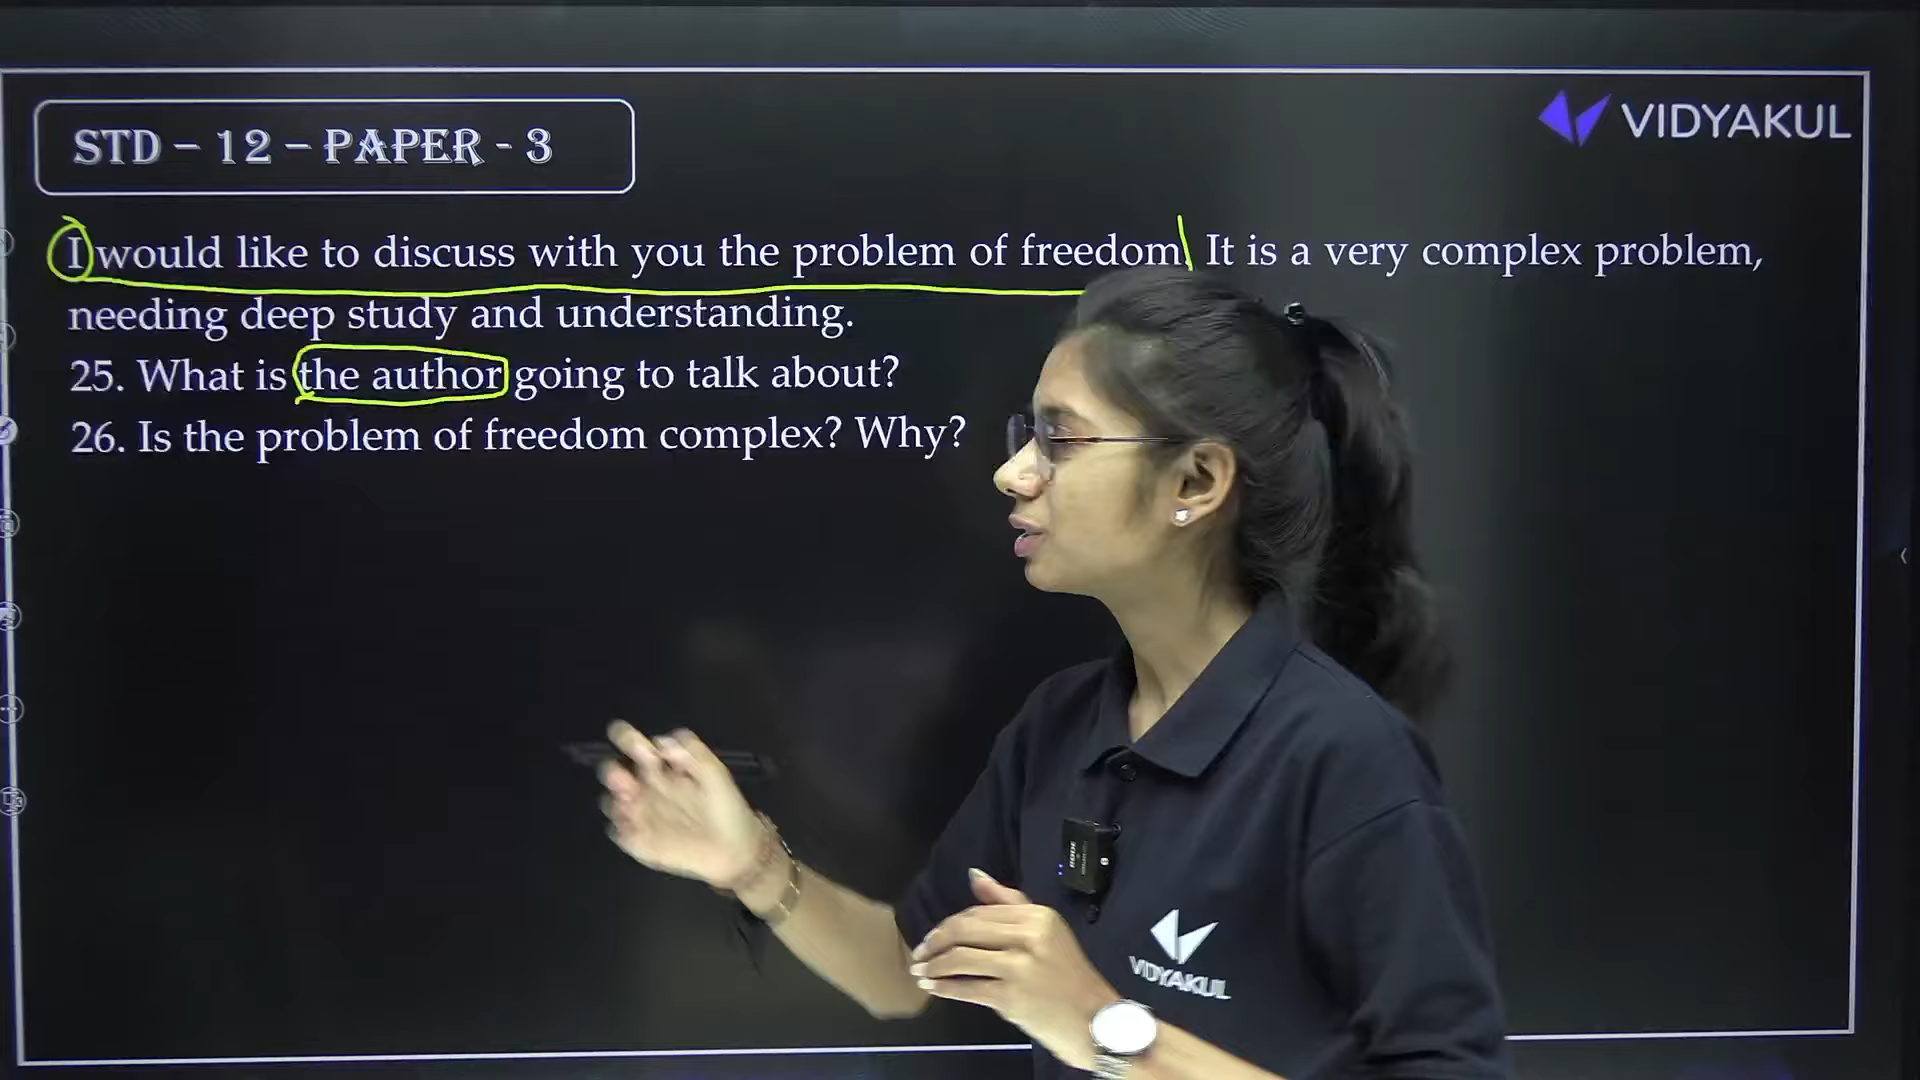 STD – 12 – PAPER - 3
VIDYAKUL
I would like to discuss with you the problem of freedom. It is a very complex problem,
needing deep study and understanding.
25. What is the author going to talk about?
26. Is the problem of freedom complex? Why?
RODE
VIDYAKUL